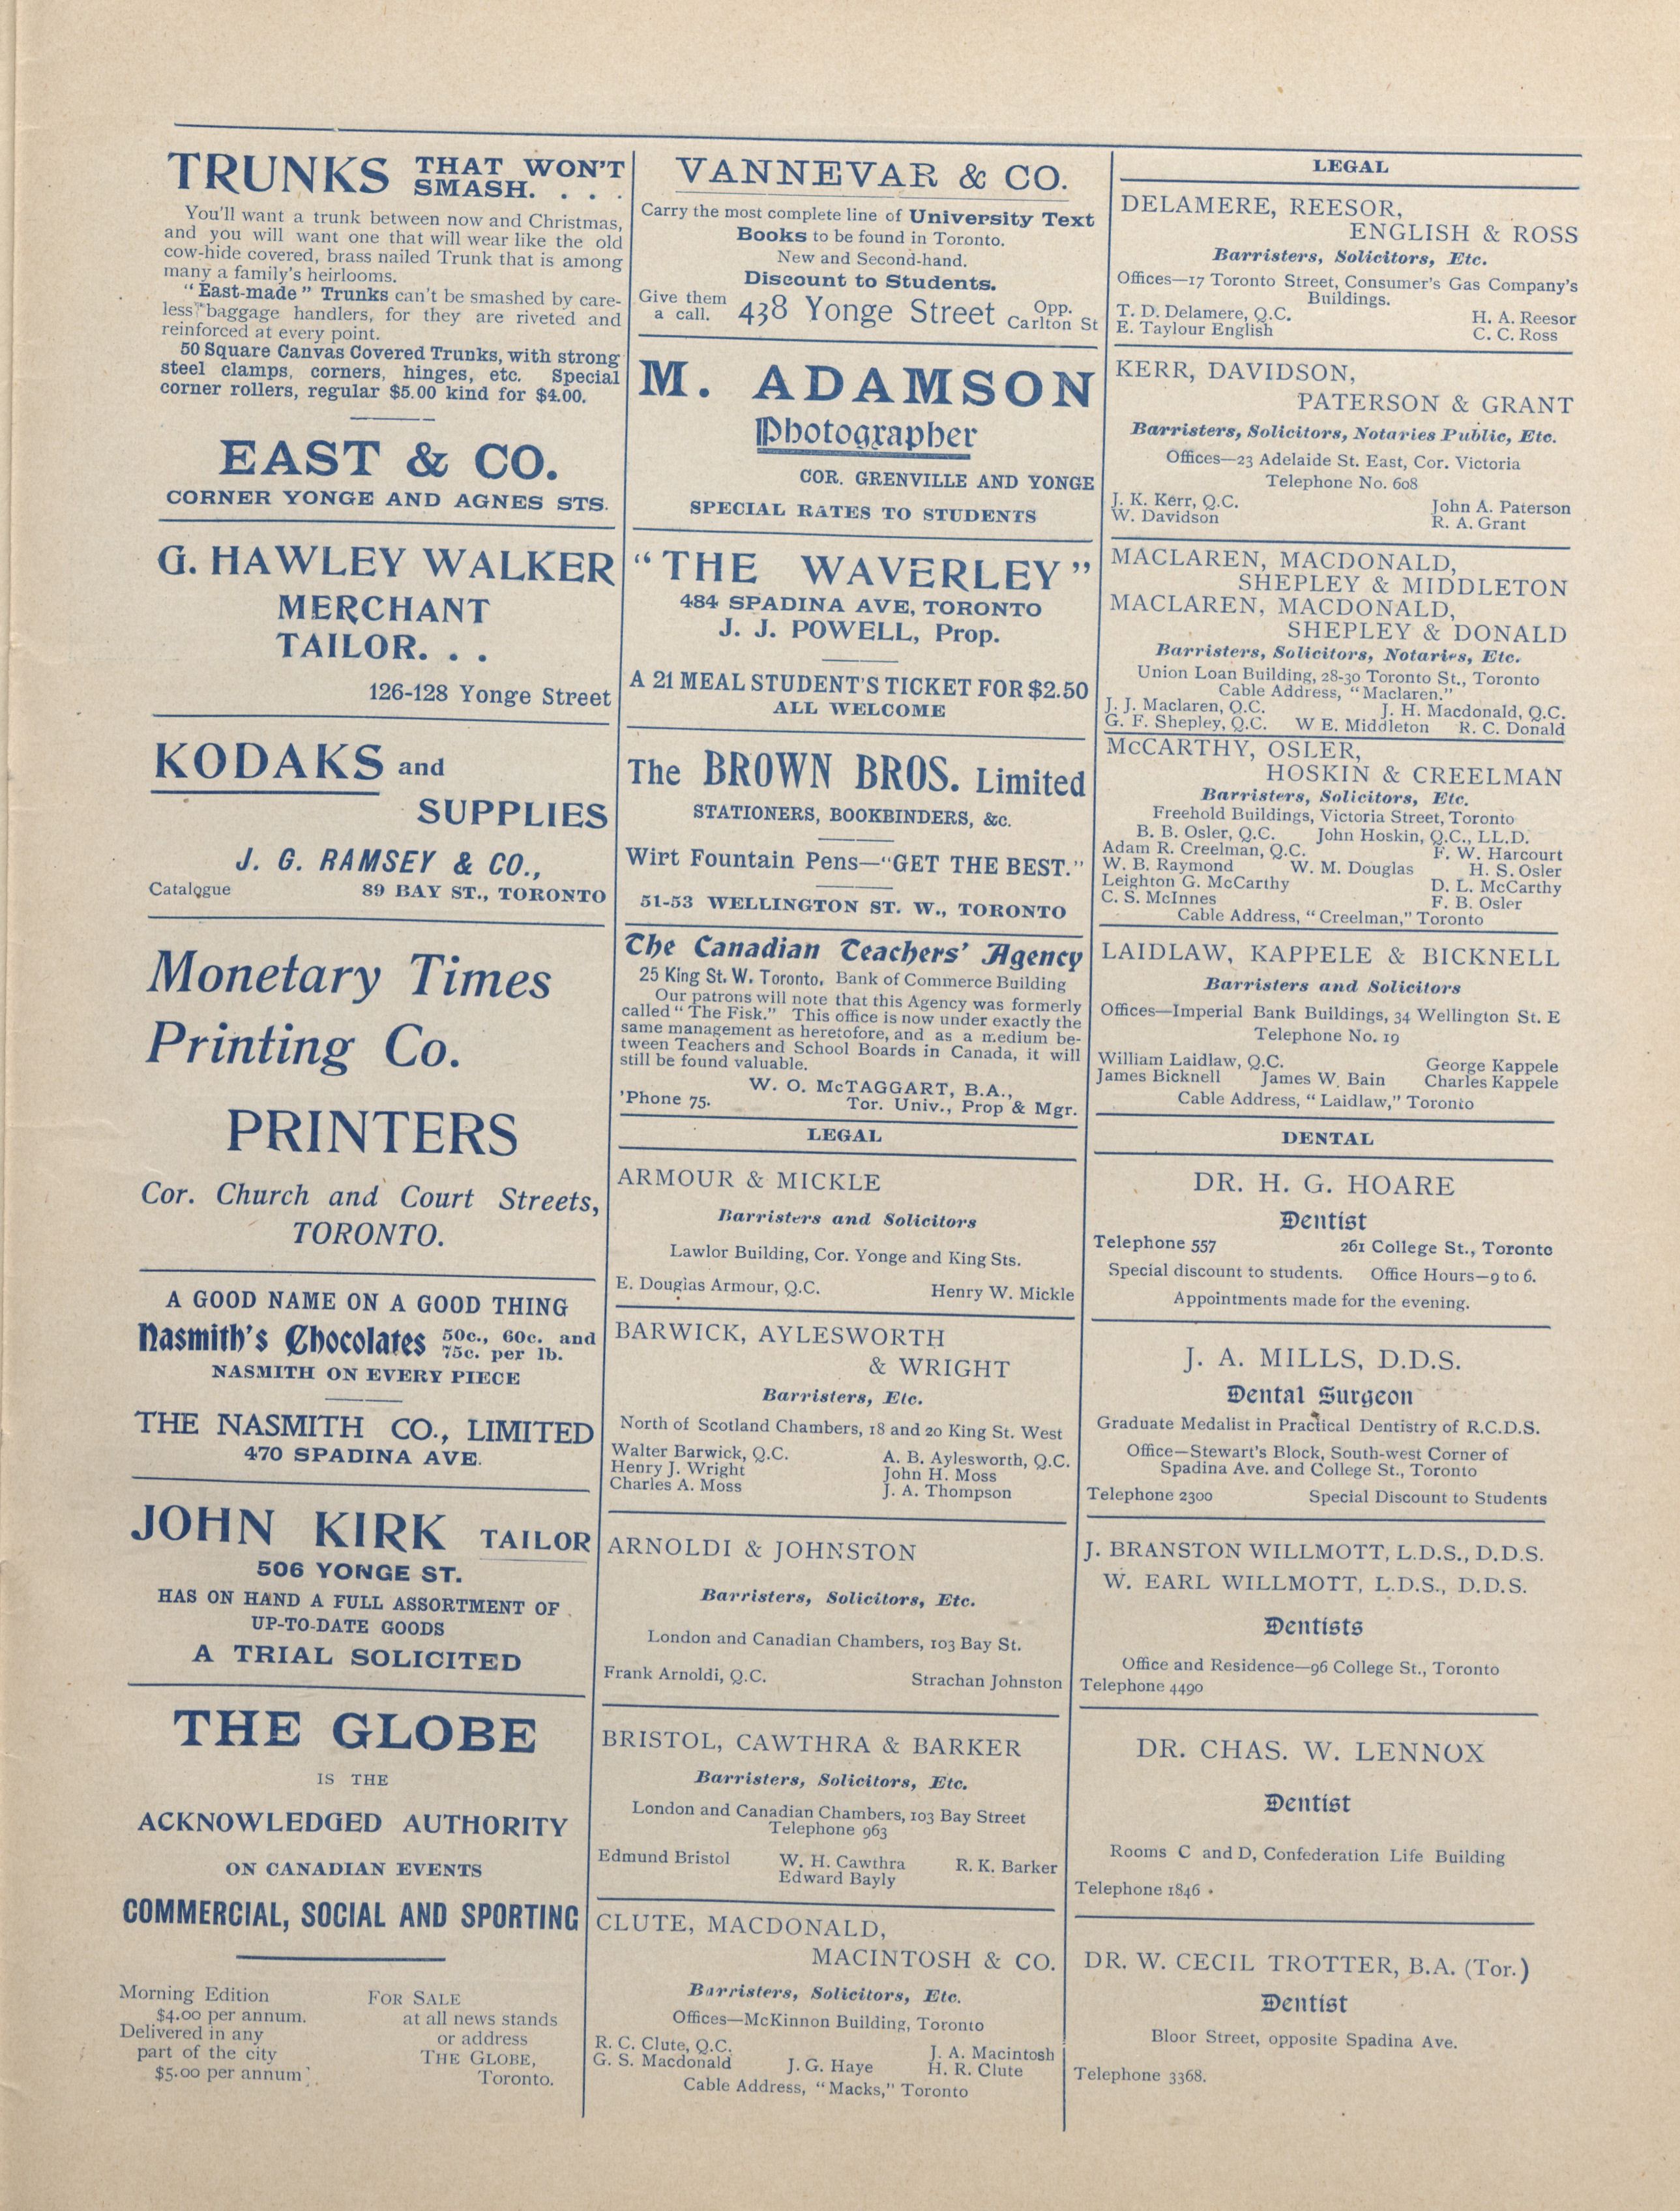 TRUNKS THAT WON'T
SMASH. . . .
You'll want a trunk between now and Christmas,
and you will want one that will wear like the old
cow-hide covered, brass nailed Trunk that is among
many a family's heirlooms.
"East-made" Trunks can't be smashed by care-
less baggage handlers, for they are riveted and
reinforced at every point.
50 Square Canvas Covered Trunks, with strong
steel clamps, corners, hinges, etc. Special
corner rollers, regular $5.00 kind for $4.00.
EAST & CO.
CORNER YONGE AND AGNES STS.
G. HAWLEY WALKER
MERCHANT
TAILOR. . .
126-128 Yonge Street
KODAKS and
SUPPLIES
J. G. RAMSEY & CO.,
Catalogue 89 BAY ST., TORONTO
Monetary Times
Printing Co.
PRINTERS
Cor. Church and Court Streets,
TORONTO.
A GOOD NAME ON A GOOD THING
Nasmith's Chocolates 50c., 60c. and
75c. per lb.
NASMITH ON EVERY PIECE
THE NASMITH CO., LIMITED
470 SPADINA AVE.
JOHN KIRK TAILOR
506 YONGE ST.
HAS ON HAND A FULL ASSORTMENT OF
UP-TO-DATE GOODS
A TRIAL SOLICITED
THE GLOBE
IS THE
ACKNOWLEDGED AUTHORITY
ON CANADIAN EVENTS
COMMERCIAL, SOCIAL AND SPORTING
Morning Edition
$4.00 per annum.
Delivered in any
part of the city
$5.00 per annum
FOR SALE
at all news stands
or address
THE GLOBE,
Toronto.
VANNEVAR & CO.
Carry the most complete line of University Text
Books to be found in Toronto.
New and Second-hand.
Discount to Students.
Give them
a call. 438 Yonge Street Opp.
Carlton St
M. ADAMSON
Photographer
COR. GRENVILLE AND YONGE
SPECIAL RATES TO STUDENTS
"THE WAVERLEY"
484 SPADINA AVE, TORONTO
J. J. POWELL, Prop.
A 21 MEAL STUDENT'S TICKET FOR $2.50
ALL WELCOME
The BROWN BROS. Limited
STATIONERS, BOOKBINDERS, &c.
Wirt Fountain Pens—"GET THE BEST."
51-53 WELLINGTON ST. W., TORONTO
The Canadian Teachers' Agency
25 King St. W. Toronto. Bank of Commerce Building
Our patrons will note that this Agency was formerly
called "The Fisk." This office is now under exactly the
same management as heretofore, and as a medium be-
tween Teachers and School Boards in Canada, it will
still be found valuable.
W. O. McTAGGART, B.A.,
'Phone 75. Tor. Univ., Prop & Mgr.
LEGAL
ARMOUR & MICKLE
Barristers and Solicitors
Lawlor Building, Cor. Yonge and King Sts.
E. Douglas Armour, Q.C. Henry W. Mickle
BARWICK, AYLESWORTH
& WRIGHT
Barristers, Etc.
North of Scotland Chambers, 18 and 20 King St. West
Walter Barwick, Q.C. A. B. Aylesworth, Q.C.
Henry J. Wright John H. Moss
Charles A. Moss J. A. Thompson
ARNOLDI & JOHNSTON
Barristers, Solicitors, Etc.
London and Canadian Chambers, 103 Bay St.
Frank Arnoldi, Q.C. Strachan Johnston
BRISTOL, CAWTHRA & BARKER
Barristers, Solicitors, Etc.
London and Canadian Chambers, 103 Bay Street
Telephone 963
Edmund Bristol W. H. Cawthra R. K. Barker
Edward Bayly
CLUTE, MACDONALD,
MACINTOSH & CO.
Barristers, Solicitors, Etc.
Offices—McKinnon Building, Toronto
R. C. Clute, Q.C. J. A. Macintosh
G. S. Macdonald J. G. Haye H. R. Clute
Cable Address, "Macks," Toronto
LEGAL
DELAMERE, REESOR,
ENGLISH & ROSS
Barristers, Solicitors, Etc.
Offices—17 Toronto Street, Consumer's Gas Company's
Buildings.
T. D. Delamere, Q.C. H. A. Reesor
E. Taylour English C. C. Ross
KERR, DAVIDSON,
PATERSON & GRANT
Barristers, Solicitors, Notaries Public, Etc.
Offices—23 Adelaide St. East, Cor. Victoria
Telephone No. 608
J. K. Kerr, Q.C. John A. Paterson
W. Davidson R. A. Grant
MACLAREN, MACDONALD,
SHEPLEY & MIDDLETON
MACLAREN, MACDONALD,
SHEPLEY & DONALD
Barristers, Solicitors, Notaries, Etc.
Union Loan Building, 28-30 Toronto St., Toronto
Cable Address, "Maclaren."
J. J. Maclaren, Q.C. J. H. Macdonald, Q.C.
G. F. Shepley, Q.C. W E. Middleton R. C. Donald
McCARTHY, OSLER,
HOSKIN & CREELMAN
Barristers, Solicitors, Etc.
Freehold Buildings, Victoria Street, Toronto
B. B. Osler, Q.C. John Hoskin, Q.C., LL.D.
Adam R. Creelman, Q.C. F. W. Harcourt
W. B. Raymond W. M. Douglas H. S. Osler
Leighton G. McCarthy D. L. McCarthy
C. S. McInnes F. B. Osler
Cable Address, "Creelman," Toronto
LAIDLAW, KAPPELE & BICKNELL
Barristers and Solicitors
Offices—Imperial Bank Buildings, 34 Wellington St. E
Telephone No. 19
William Laidlaw, Q.C. George Kappele
James Bicknell James W. Bain Charles Kappele
Cable Address, "Laidlaw," Toronto
DENTAL
DR. H. G. HOARE
Dentist
Telephone 557 261 College St., Toronto
Special discount to students. Office Hours—9 to 6.
Appointments made for the evening.
J. A. MILLS, D.D.S.
Dental Surgeon
Graduate Medalist in Practical Dentistry of R.C.D.S.
Office—Stewart's Block, South-west Corner of
Spadina Ave. and College St., Toronto
Telephone 2300 Special Discount to Students
J. BRANSTON WILLMOTT, L.D.S., D.D.S.
W. EARL WILLMOTT, L.D.S., D.D.S.
Dentists
Office and Residence—96 College St., Toronto
Telephone 4490
DR. CHAS. W. LENNOX
Dentist
Rooms C and D, Confederation Life Building
Telephone 1846
DR. W. CECIL TROTTER, B.A. (Tor.)
Dentist
Bloor Street, opposite Spadina Ave.
Telephone 3368.